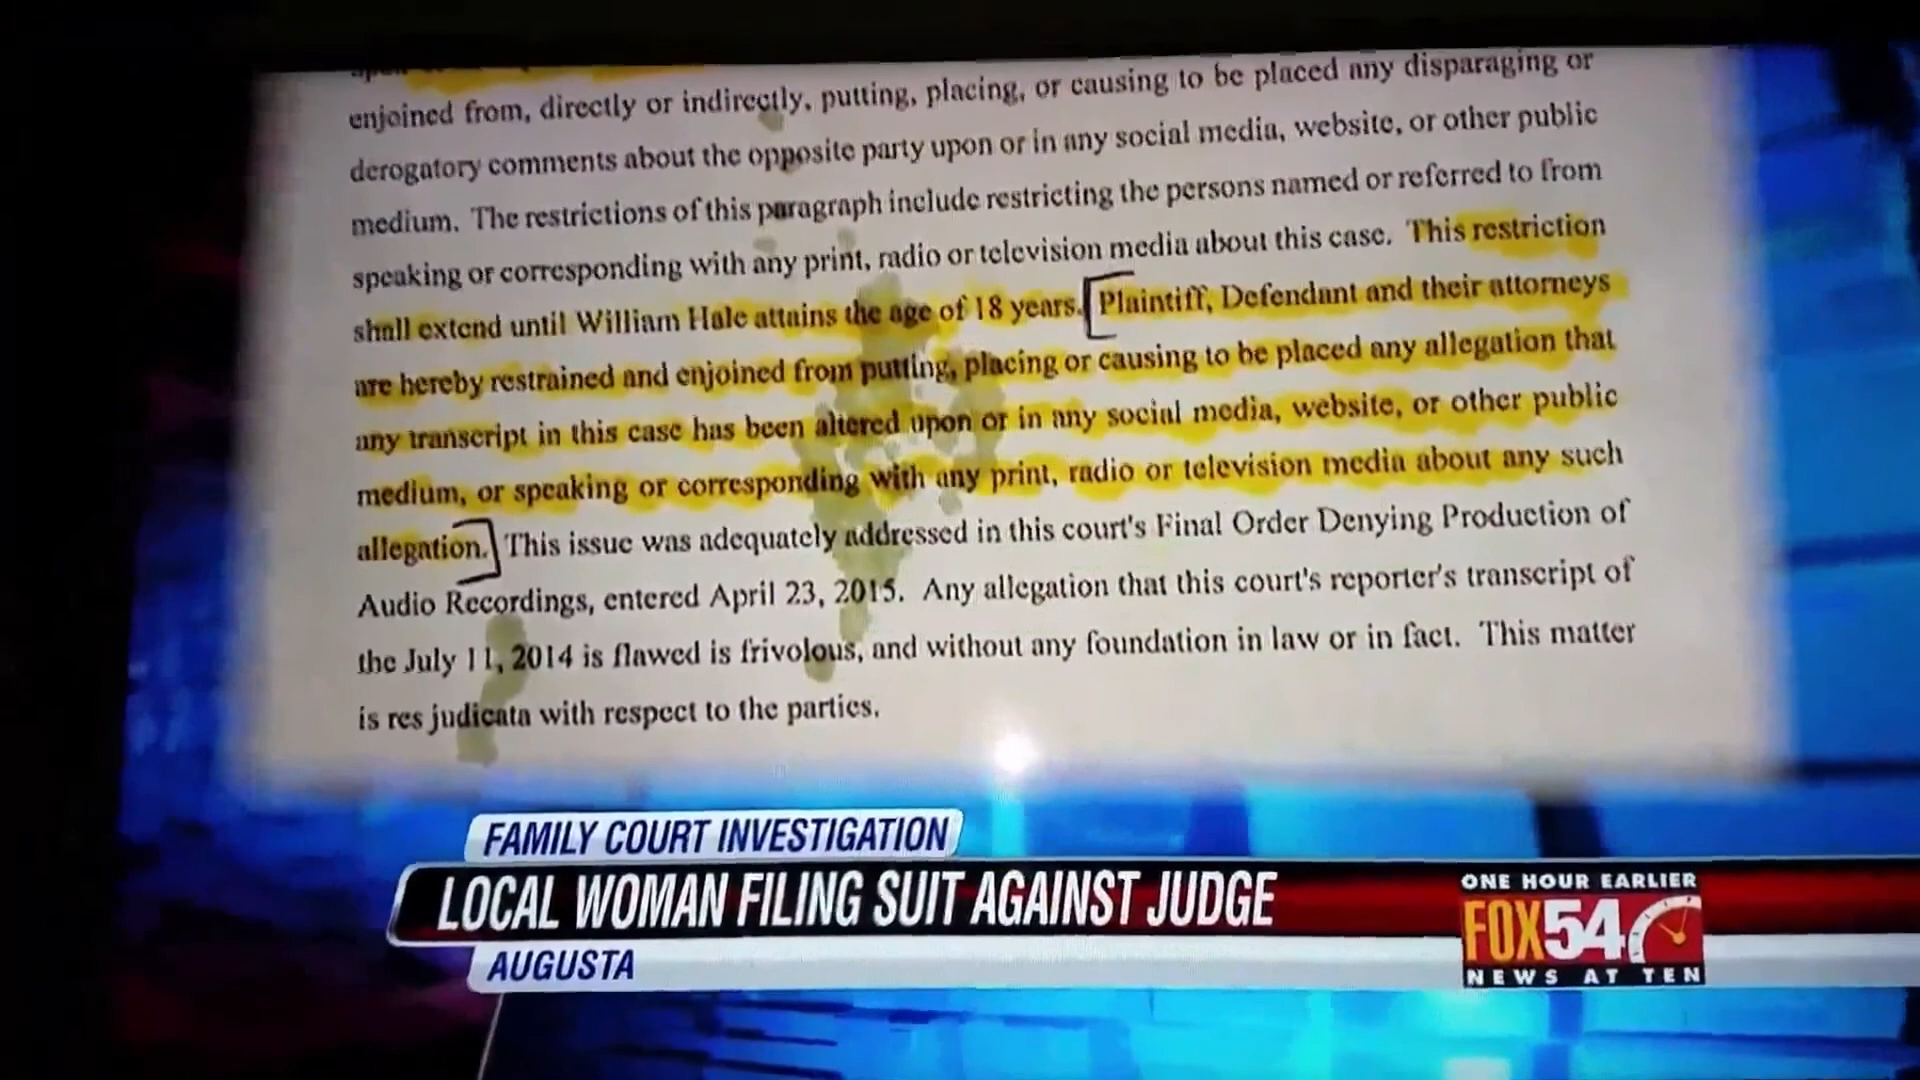 enjoined from, directly or indirectly, putting, placing, or causing to be placed any disparaging or
derogatory comments about the opposite party upon or in any social media, website, or other public
medium. The restrictions of this paragraph include restricting the persons named or referred to from
speaking or corresponding with any print, radio or television media about this case. This restriction
shall extend until William Hale attains the age of 18 years. Plaintiff, Defendant and their attorneys
are hereby restrained and enjoined from putting, placing or causing to be placed any allegation that
any transcript in this case has been altered upon or in any social media, website, or other public
medium, or speaking or corresponding with any print, radio or television media about any such
allegation. This issue was adequately addressed in this court's Final Order Denying Production of
Audio Recordings, entered April 23, 2015. Any allegation that this court's reporter's transcript of
the July 11, 2014 is flawed is frivolous, and without any foundation in law or in fact. This matter
is res judicata with respect to the parties.
FAMILY COURT INVESTIGATION
LOCAL WOMAN FILING SUIT AGAINST JUDGE
AUGUSTA
ONE HOUR EARLIER
FOX54
NEWS AT TEN